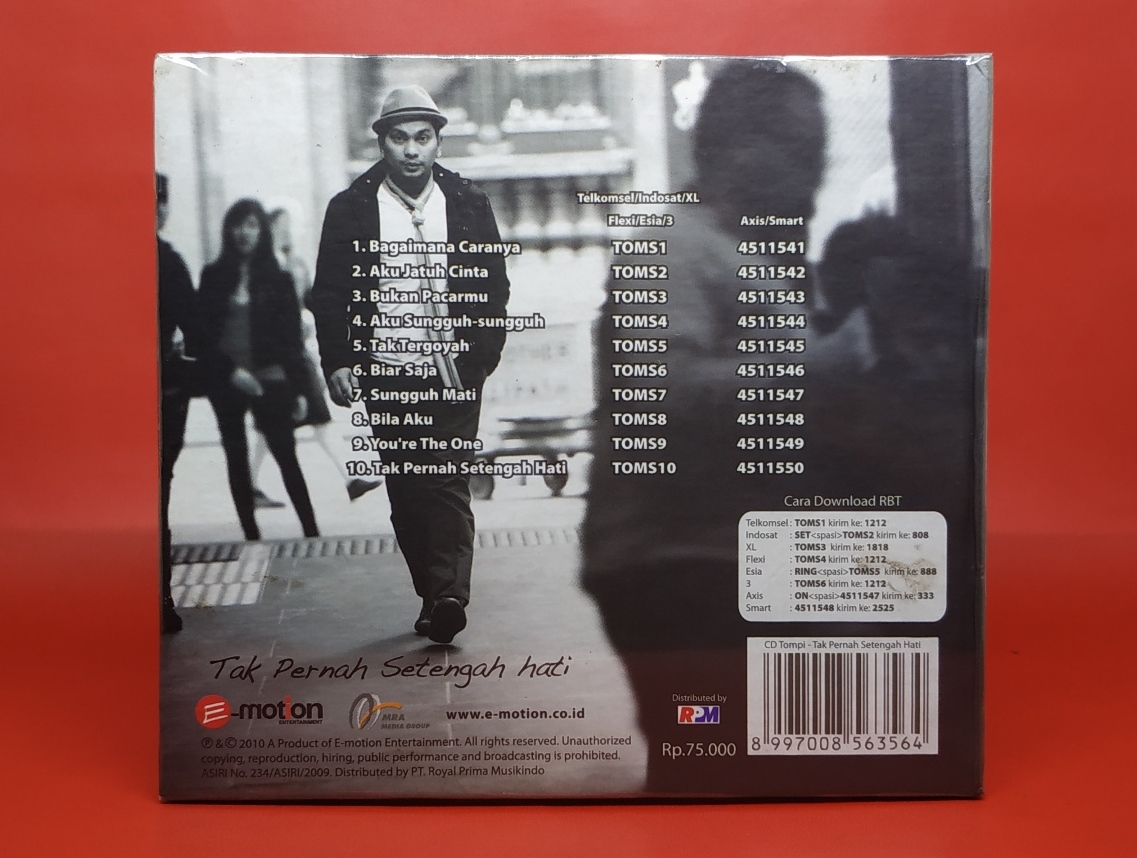 Telkomsel/Indosat/XL
Flexi/Esia/3 Axis/Smart
1. Bagaimana Caranya TOMS1 4511541
2. Aku Jatuh Cinta TOMS2 4511542
3. Bukan Pacarmu TOMS3 4511543
4. Aku Sungguh-sungguh TOMS4 4511544
5. Tak Tergoyah TOMS5 4511545
6. Biar Saja TOMS6 4511546
7. Sungguh Mati TOMS7 4511547
8. Bila Aku TOMS8 4511548
9. You're The One TOMS9 4511549
10. Tak Pernah Setengah Hati TOMS10 4511550
Cara Download RBT
Telkomsel : TOMS1 kirim ke: 1212
Indosat : SET<spasi>TOMS2 kirim ke: 808
XL : TOMS3 kirim ke: 1818
Flexi : TOMS4 kirim ke: 1212
Esia : RING<spasi>TOMS5 kirim ke: 888
3 : TOMS6 kirim ke: 1212
Axis : ON<spasi>4511547 kirim ke: 333
Smart : 4511548 kirim ke: 2525
CD Tompi - Tak Pernah Setengah Hati
8 997008 563564
Tak Pernah Setengah hati
E-motion
ENTERTAINMENT
MRA
MEDIA GROUP
www.e-motion.co.id
Distributed by
RPM
Rp.75.000
℗ & © 2010 A Product of E-motion Entertainment. All rights reserved. Unauthorized
copying, reproduction, hiring, public performance and broadcasting is prohibited.
ASIRI No. 234/ASIRI/2009. Distributed by PT. Royal Prima Musikindo